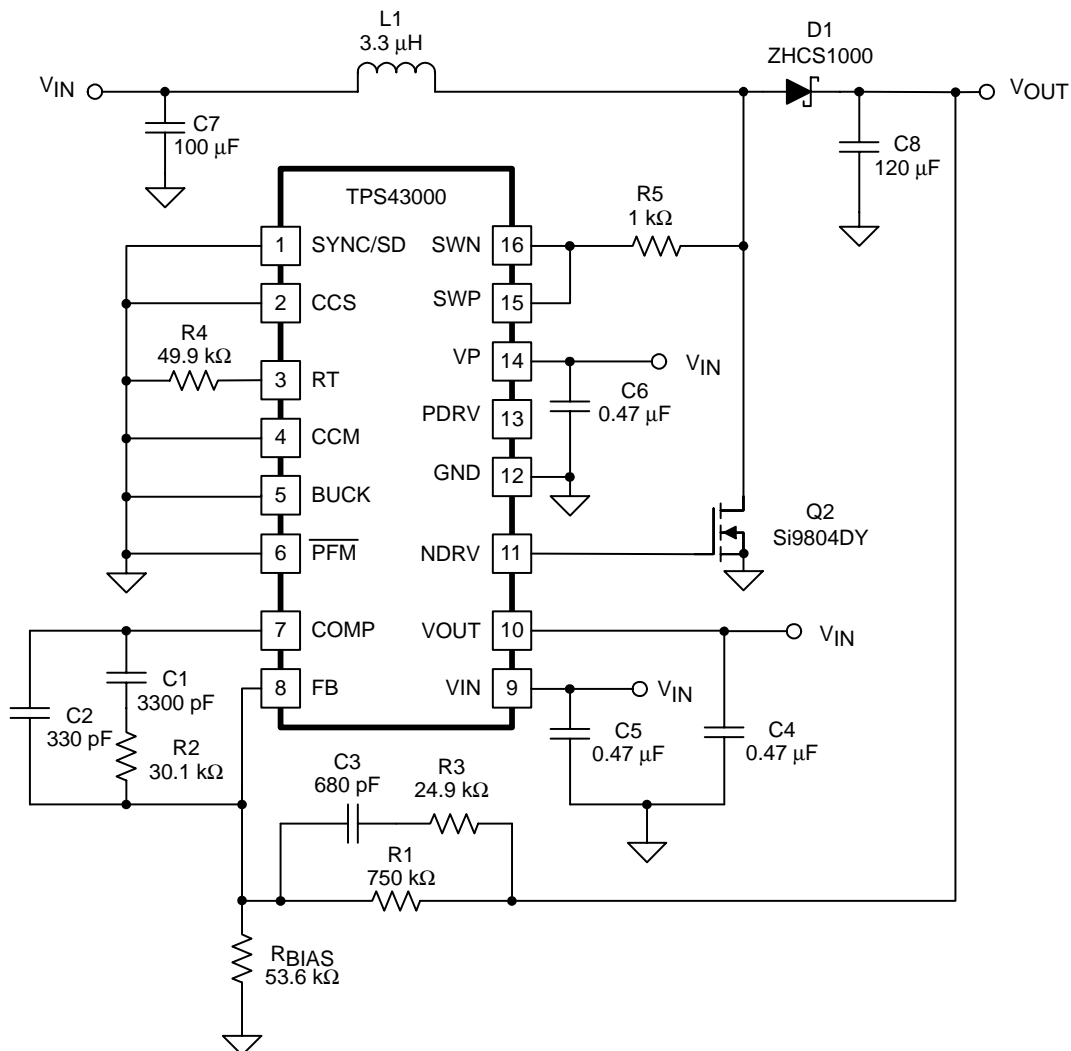 L1
3.3 μH
D1
ZHCS1000
VIN
VOUT
C7
100 μF
C8
120 μF
TPS43000
R5
1 kΩ
1
SYNC/SD
SWN
16
2
CCS
SWP
15
R4
49.9 kΩ
3
RT
VP
14
VIN
C6
0.47 μF
PDRV
13
4
CCM
GND
12
5
BUCK
Q2
Si9804DY
6
PFM
NDRV
11
7
COMP
VOUT
10
VIN
C1
3300 pF
8
FB
VIN
9
VIN
C2
330 pF
R2
30.1 kΩ
C5
0.47 μF
C4
0.47 μF
C3
680 pF
R3
24.9 kΩ
R1
750 kΩ
RBIAS
53.6 kΩ